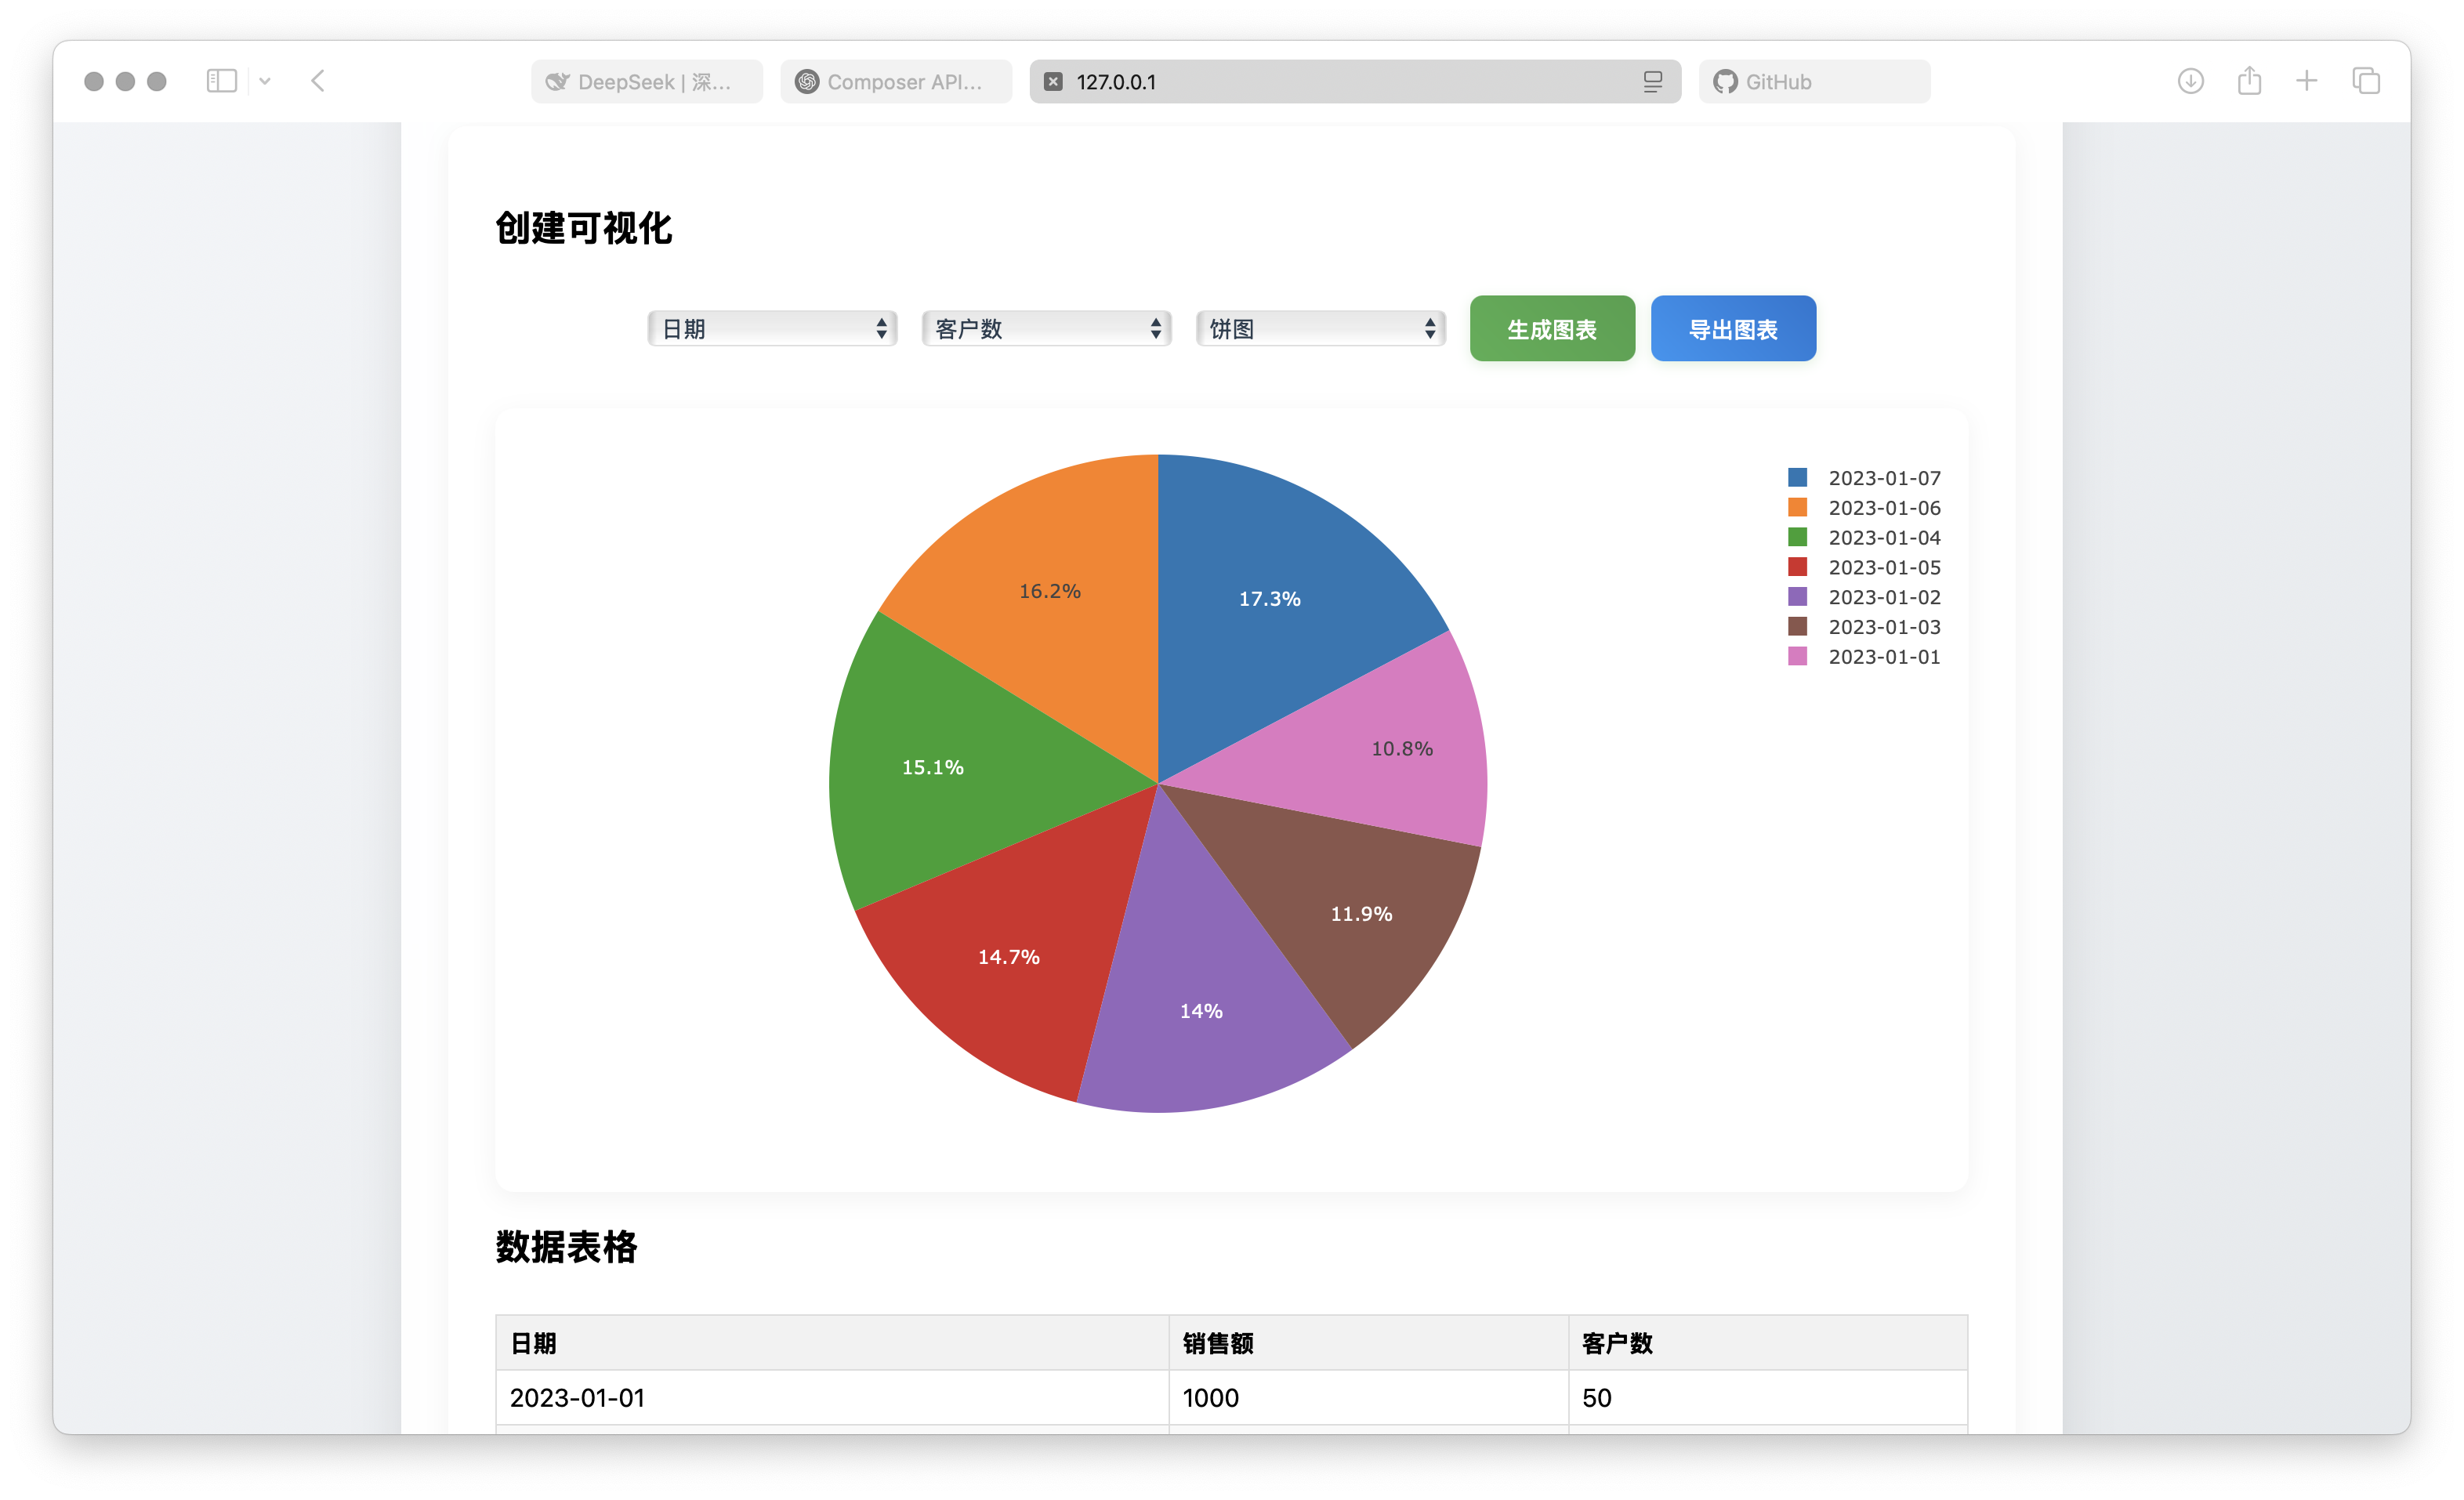 DeepSeek | 深...
Composer API...
127.0.0.1
GitHub
创建可视化
日期
客户数
饼图
生成图表
导出图表
2023-01-07
2023-01-06
2023-01-04
2023-01-05
2023-01-02
2023-01-03
2023-01-01
16.2%
17.3%
10.8%
15.1%
11.9%
14.7%
14%
数据表格
日期 销售额 客户数
2023-01-01 1000 50